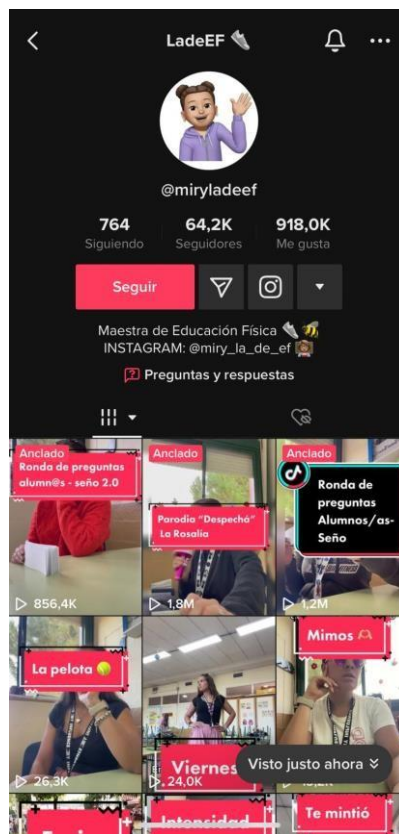 LadeEF
@miryladeef
764 64,2K 918,0K
Siguiendo Seguidores Me gusta
Seguir
Maestra de Educación Física
INSTAGRAM: @miry_la_de_ef
Preguntas y respuestas
Anclado
Ronda de preguntas
alumn@s - seño 2.0
856,4K
Anclado
Parodia "Despechá"
La Rosalía
1,8M
Anclado
Ronda de
preguntas
Alumnos/as-
Seño
1,2M
La pelota
26,3K
Viernes
24,0K
Mimos
Visto justo ahora
Intensidad
Te mintió